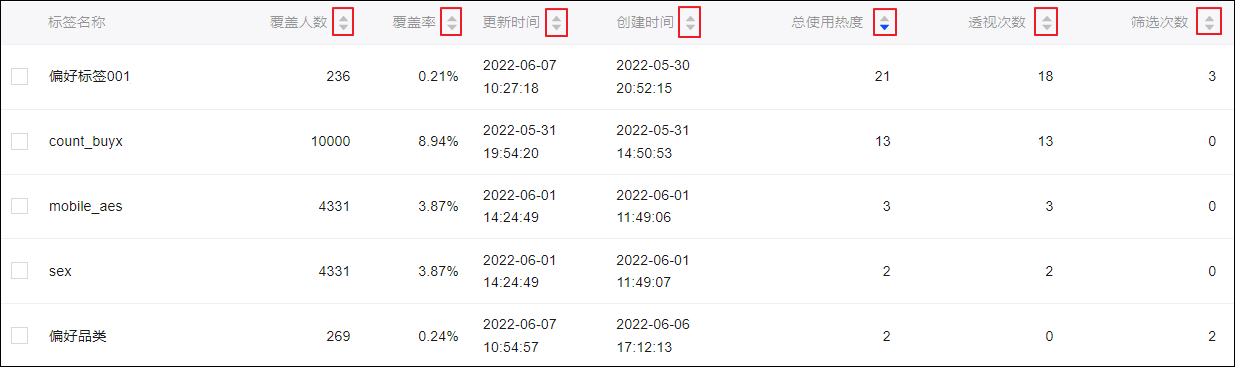 标签名称 覆盖人数 覆盖率 更新时间 创建时间 总使用热度 透视次数 筛选次数
偏好标签001 236 0.21% 2022-06-07 10:27:18 2022-05-30 20:52:15 21 18 3
count_buyx 10000 8.94% 2022-05-31 19:54:20 2022-05-31 14:50:53 13 13 0
mobile_aes 4331 3.87% 2022-06-01 14:24:49 2022-06-01 11:49:06 3 3 0
sex 4331 3.87% 2022-06-01 14:24:49 2022-06-01 11:49:07 2 2 0
偏好品类 269 0.24% 2022-06-07 10:54:57 2022-06-06 17:12:13 2 0 2